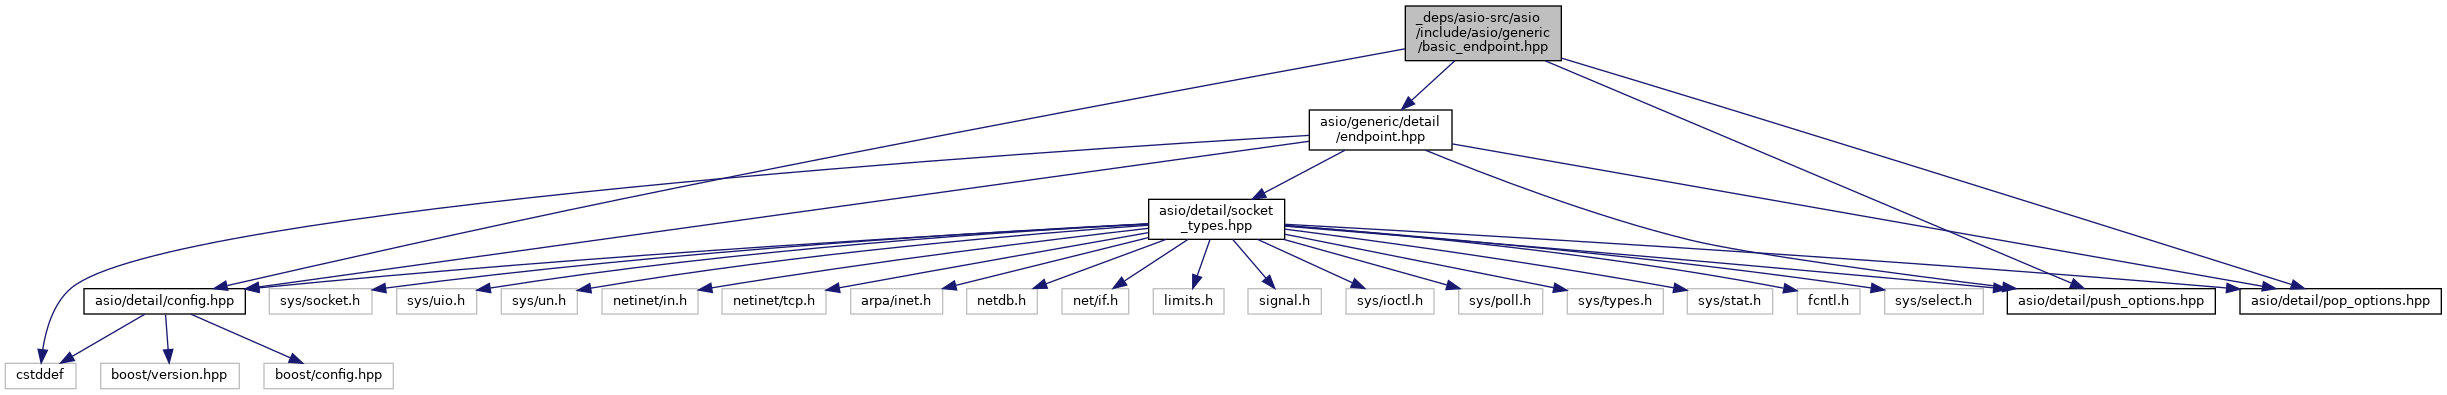 _deps/asio-src/asio
/include/asio/generic
/basic_endpoint.hpp
asio/generic/detail
/endpoint.hpp
asio/detail/socket
_types.hpp
asio/detail/config.hpp
sys/socket.h
sys/uio.h
sys/un.h
netinet/in.h
netinet/tcp.h
arpa/inet.h
netdb.h
net/if.h
limits.h
signal.h
sys/ioctl.h
sys/poll.h
sys/types.h
sys/stat.h
fcntl.h
sys/select.h
asio/detail/push_options.hpp
asio/detail/pop_options.hpp
cstddef
boost/version.hpp
boost/config.hpp